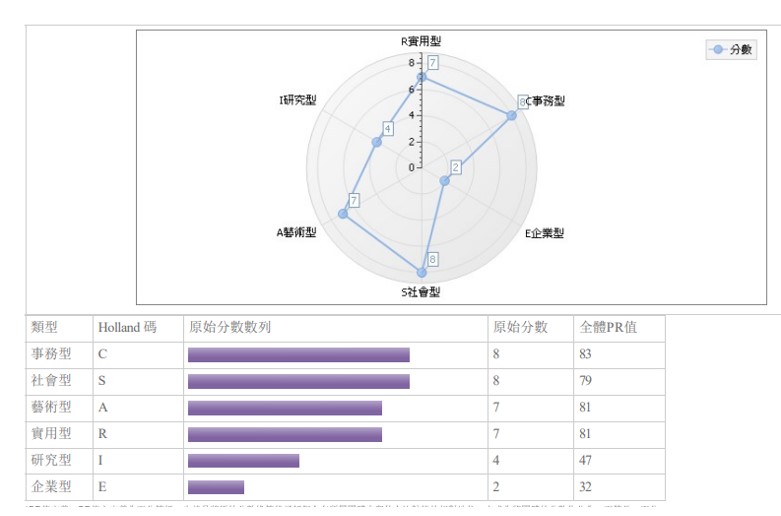 R實用型
分數
8
7
I研究型
6
8
C事務型
4
4
2
2
0
7
A藝術型
E企業型
8
S社會型
類型 Holland 碼 原始分數數列 原始分數 全體PR值
事務型 C 8 83
社會型 S 8 79
藝術型 A 7 81
實用型 R 7 81
研究型 I 4 47
企業型 E 2 32